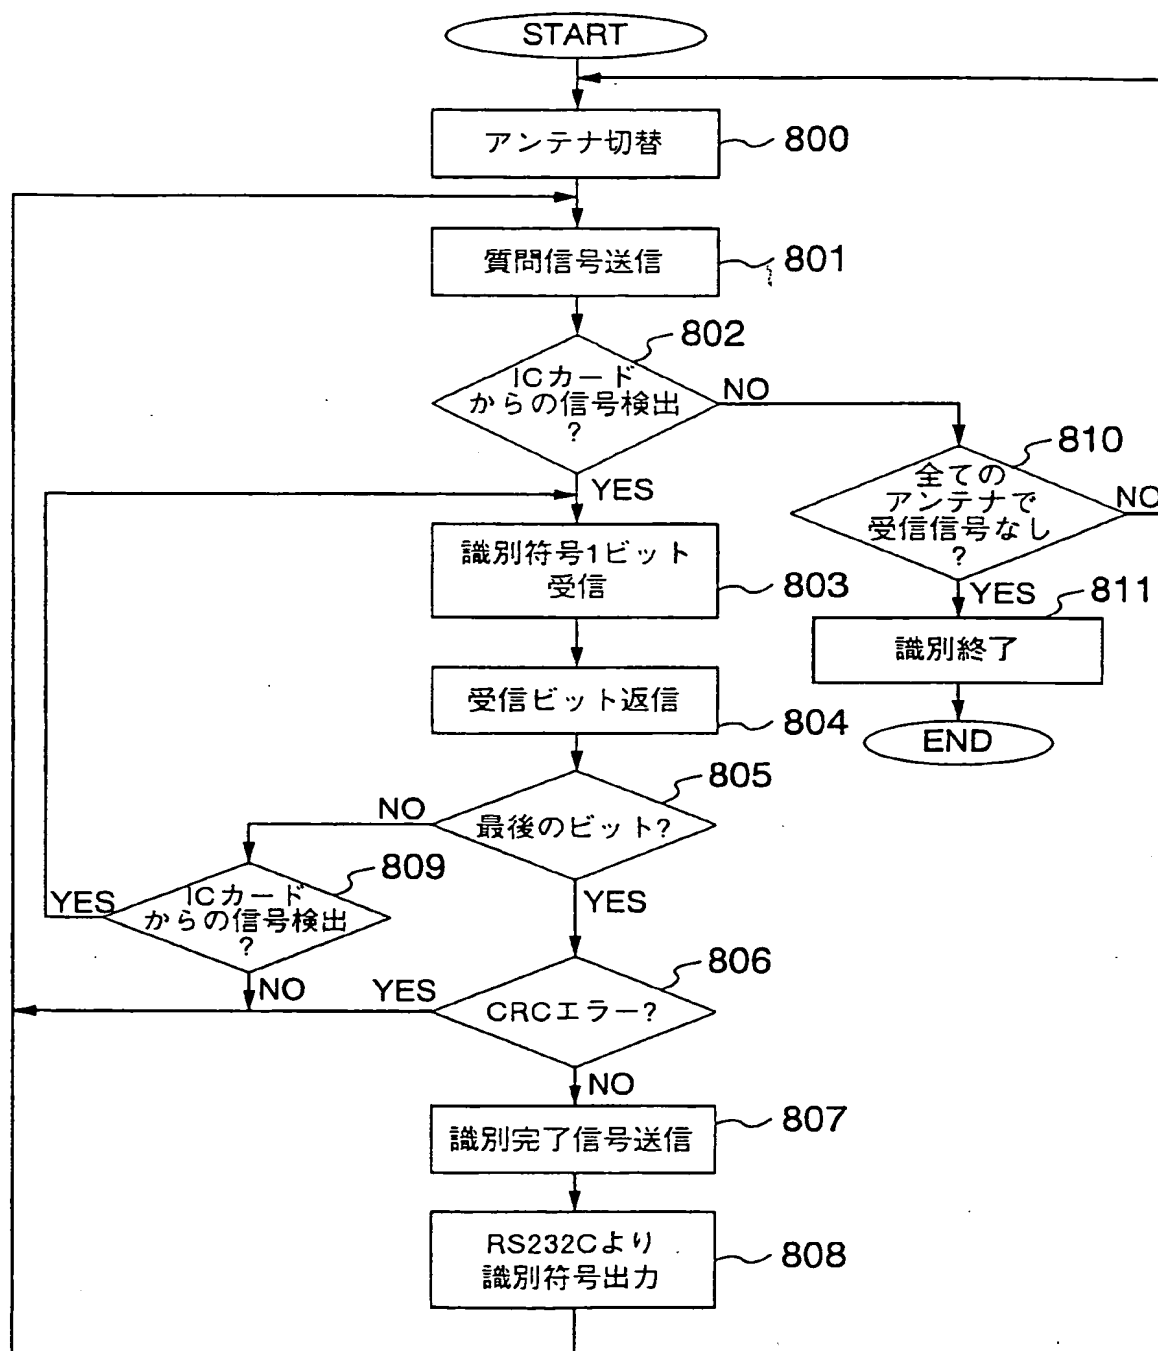 START
アンテナ切替
800
質問信号送信
801
802
ICカード
からの信号検出
?
NO
YES
810
全ての
アンテナで
受信信号なし
?
NO
YES
811
識別終了
END
識別符号1ビット
受信
803
受信ビット返信
804
805
最後のビット?
NO
YES
809
ICカード
からの信号検出
?
YES
NO
806
CRCエラー?
YES
NO
識別完了信号送信
807
RS232Cより
識別符号出力
808